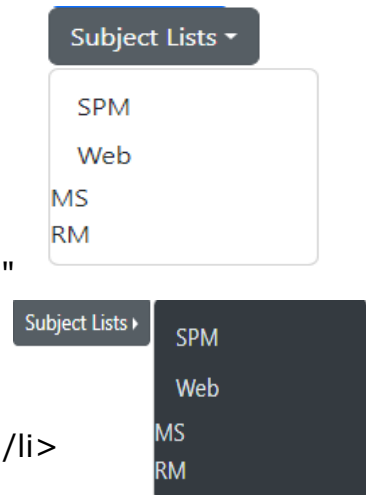 Subject Lists
SPM
Web
MS
RM
"
Subject Lists
SPM
Web
/li>
MS
RM